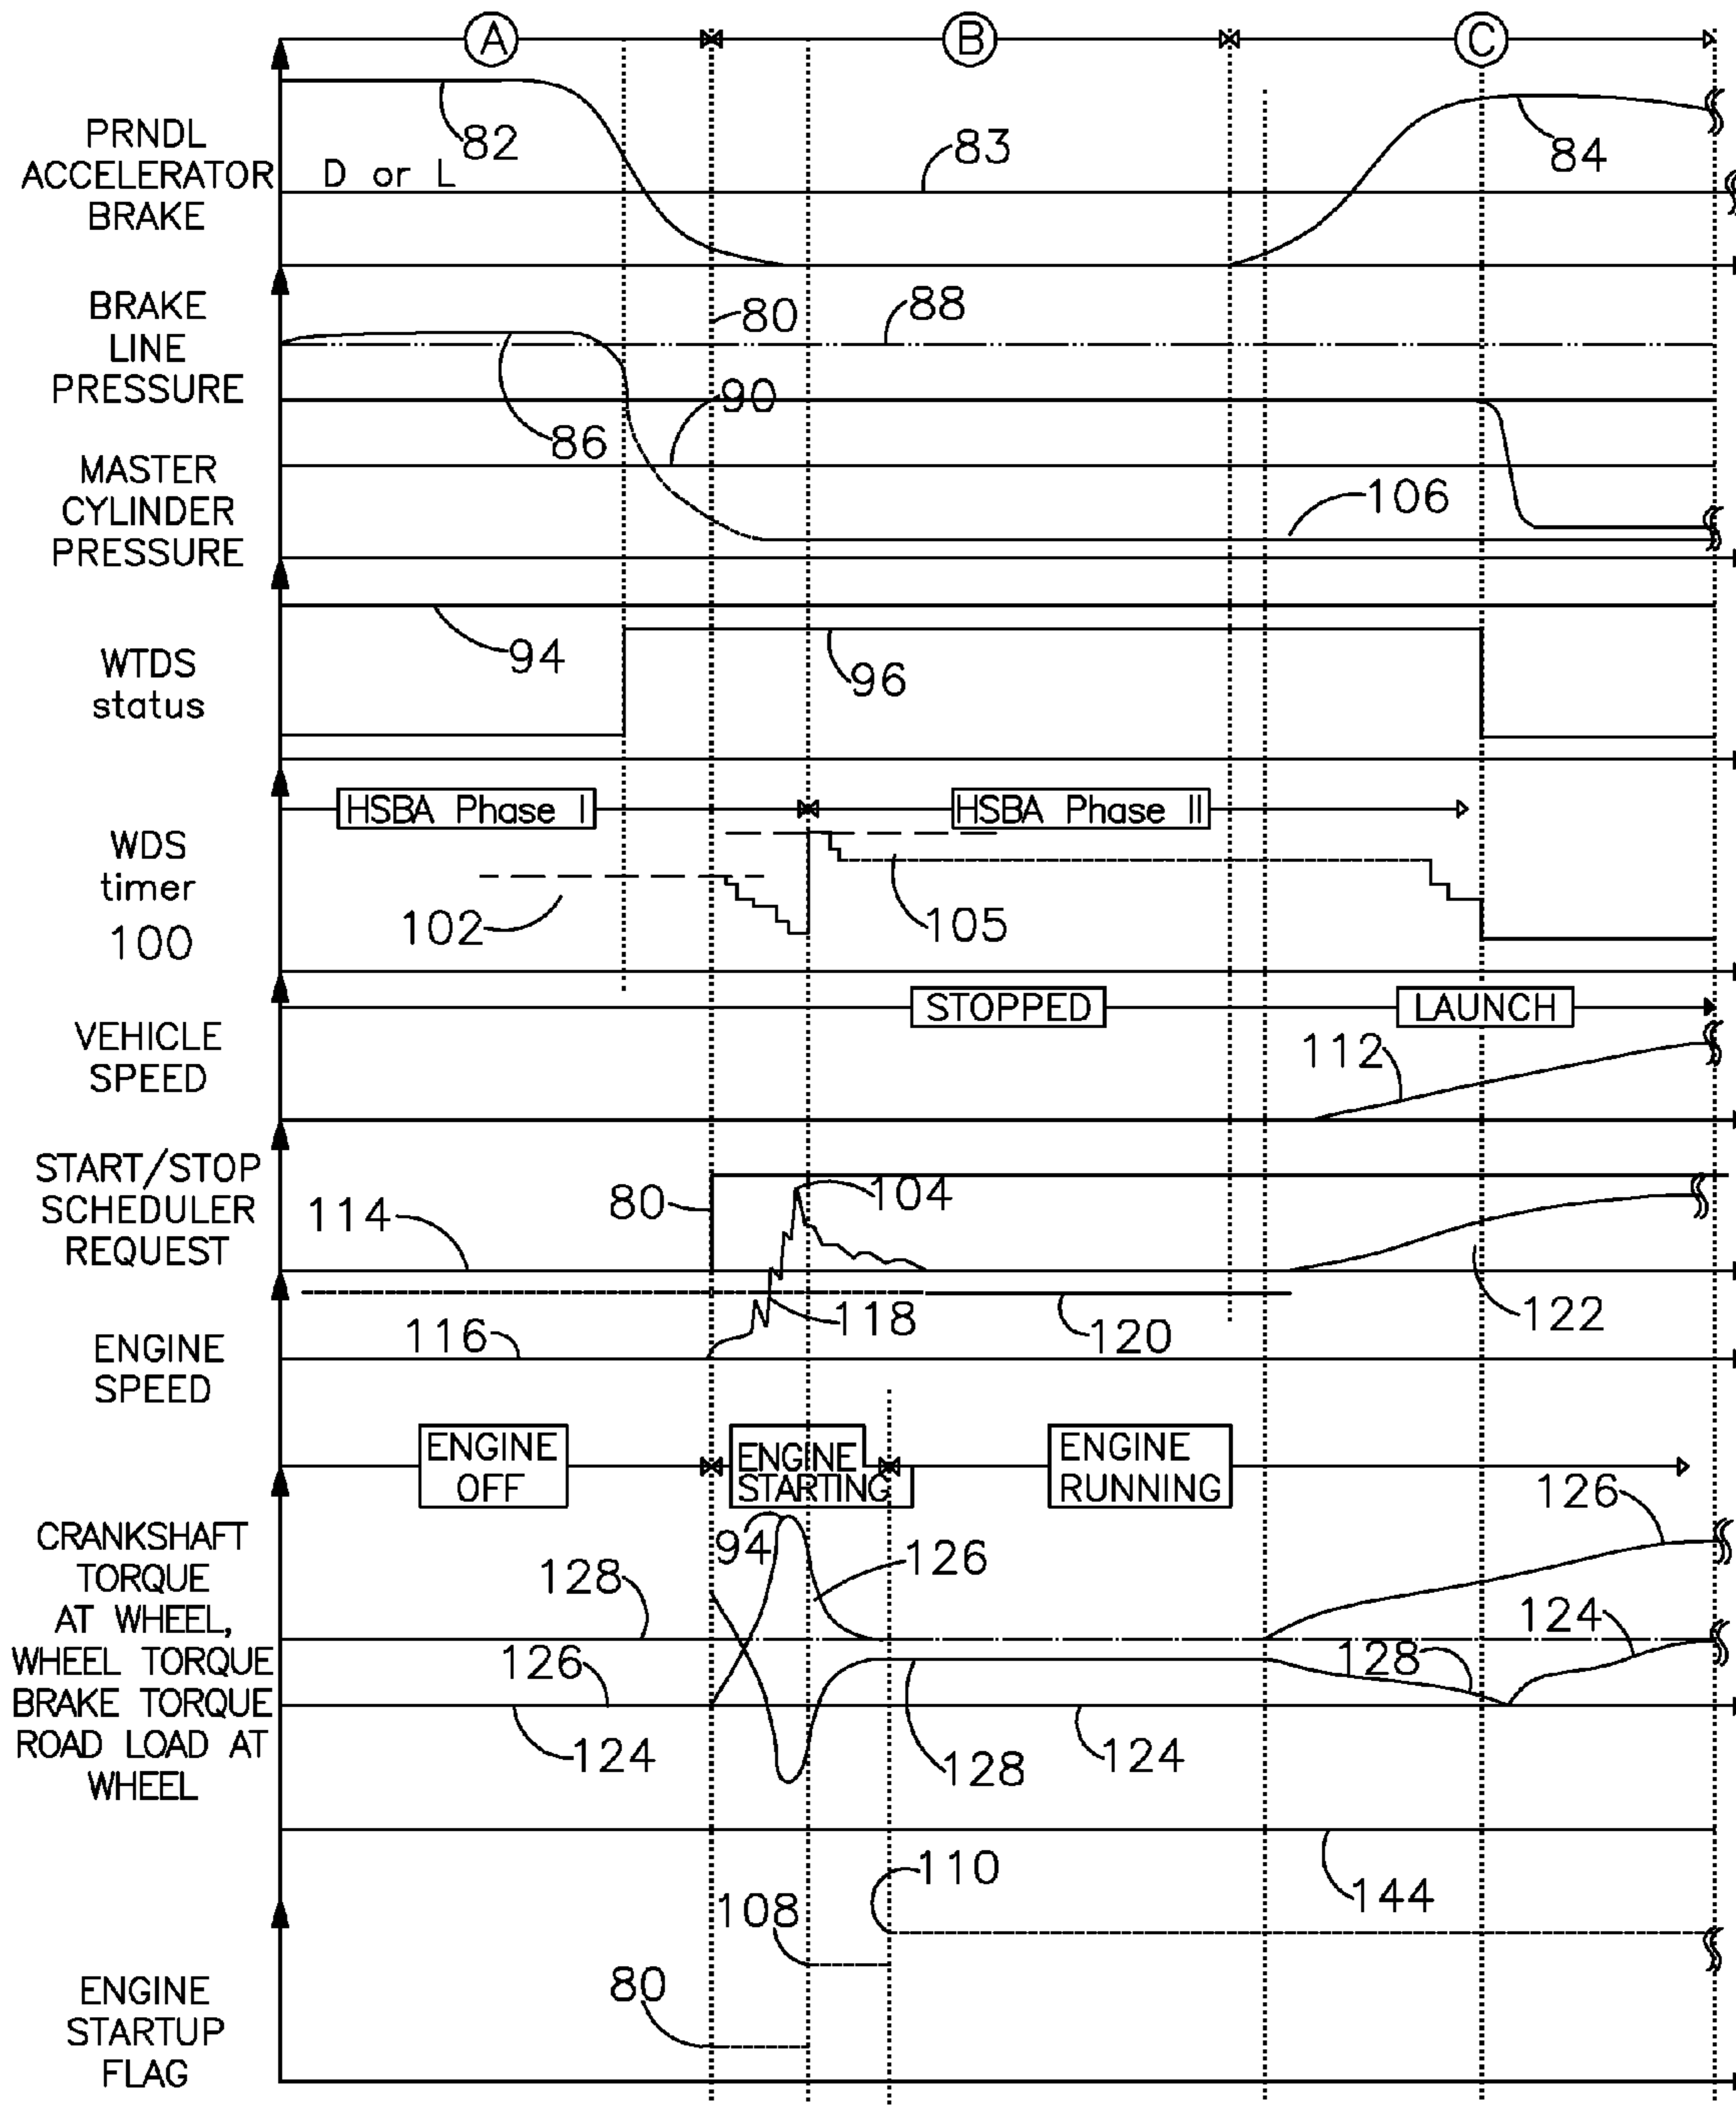 A
B
C
PRNDL
ACCELERATOR
BRAKE
82
D or L
83
84
BRAKE
LINE
PRESSURE
80
88
90
86
MASTER
CYLINDER
PRESSURE
106
94
WTDS
status
96
HSBA Phase I
HSBA Phase II
WDS
timer
100
102
105
STOPPED
LAUNCH
VEHICLE
SPEED
112
START/STOP
SCHEDULER
REQUEST
114
80
104
118
120
122
116
ENGINE
SPEED
ENGINE
OFF
ENGINE
STARTING
ENGINE
RUNNING
126
CRANKSHAFT
TORQUE
AT WHEEL,
WHEEL TORQUE
BRAKE TORQUE
ROAD LOAD AT
WHEEL
94
126
128
124
126
128
124
128
124
110
144
108
80
ENGINE
STARTUP
FLAG